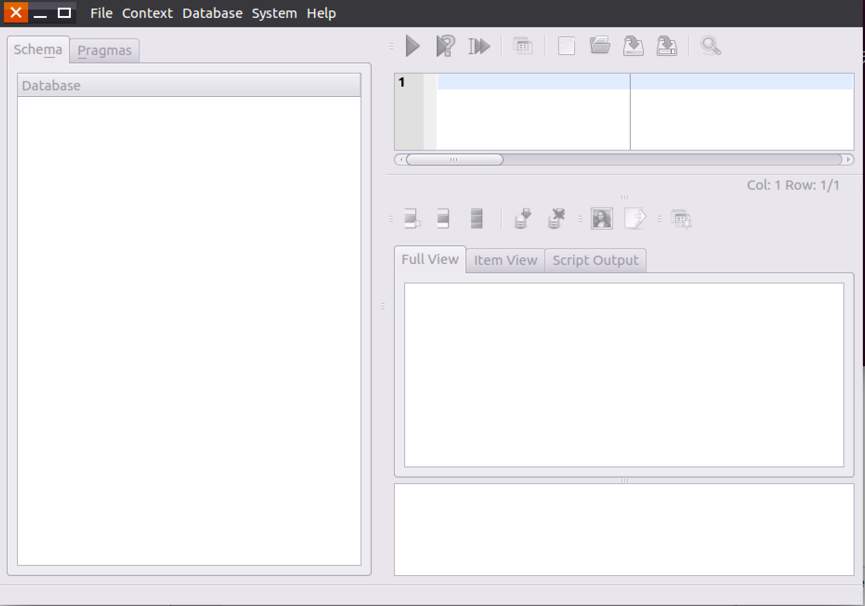 File Context Database System Help
Schema Pragmas
Database
1
Col: 1 Row: 1/1
Full View Item View Script Output